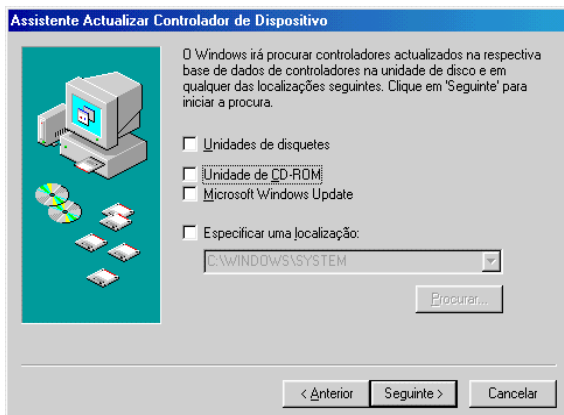 Assistente Actualizar Controlador de Dispositivo
O Windows irá procurar controladores actualizados na respectiva
base de dados de controladores na unidade de disco e em
qualquer das localizações seguintes. Clique em 'Seguinte' para
iniciar a procura.
Unidades de disquetes
Unidade de CD-ROM
Microsoft Windows Update
Especificar uma localização:
C:\WINDOWS\SYSTEM
Procurar...
< Anterior
Seguinte >
Cancelar